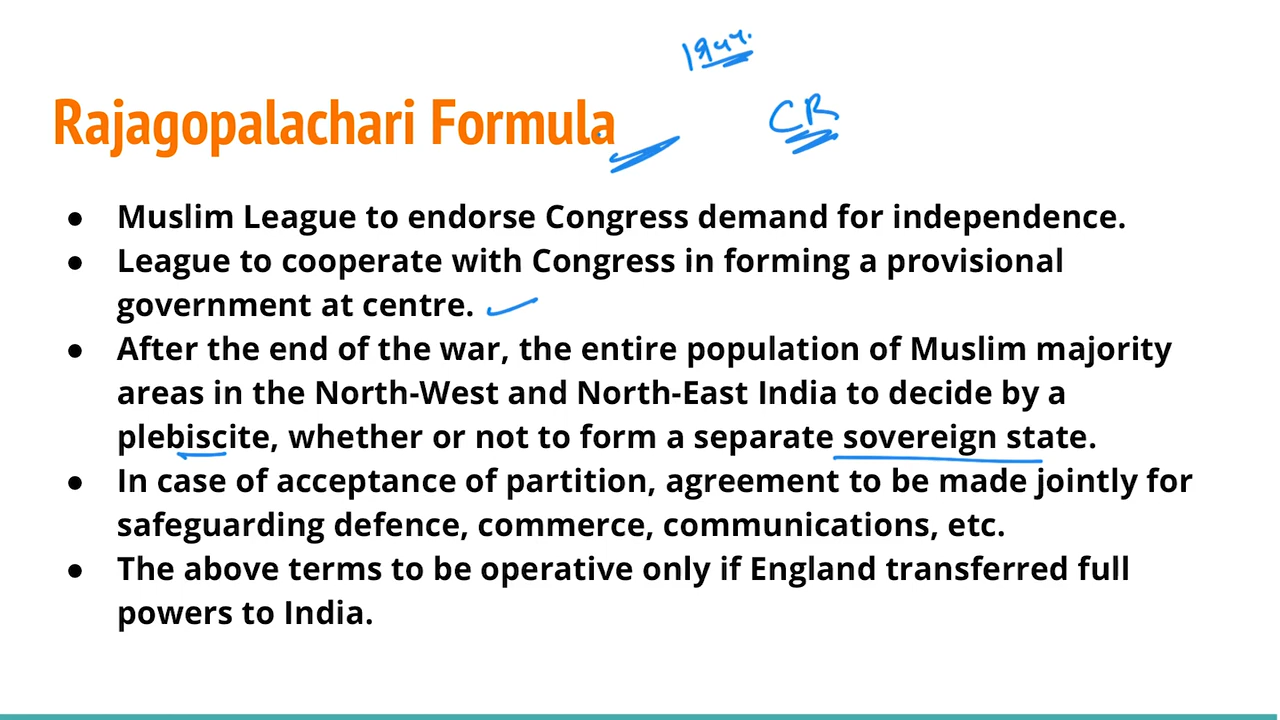 1944.
CR
Rajagopalachari Formula
● Muslim League to endorse Congress demand for independence.
● League to cooperate with Congress in forming a provisional
government at centre.
● After the end of the war, the entire population of Muslim majority
areas in the North-West and North-East India to decide by a
plebiscite, whether or not to form a separate sovereign state.
● In case of acceptance of partition, agreement to be made jointly for
safeguarding defence, commerce, communications, etc.
● The above terms to be operative only if England transferred full
powers to India.